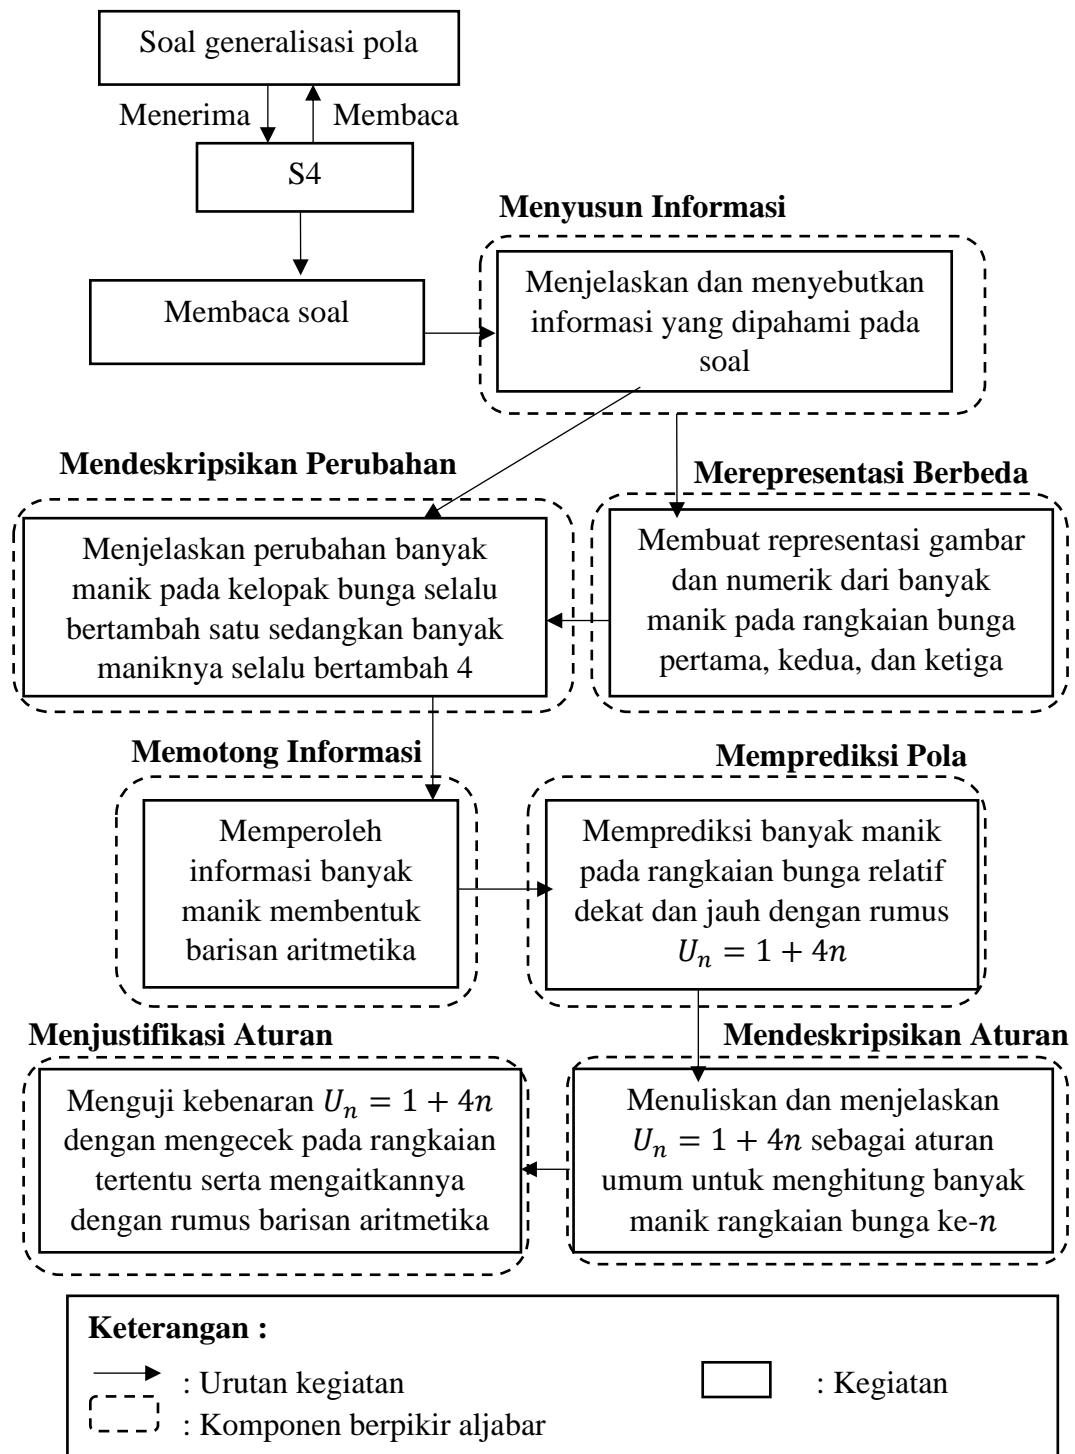 Soal generalisasi pola
Menerima
Membaca
S4
Membaca soal
Menyusun Informasi
Menjelaskan dan menyebutkan
informasi yang dipahami pada
soal
Mendeskripsikan Perubahan
Menjelaskan perubahan banyak
manik pada kelopak bunga selalu
bertambah satu sedangkan banyak
maniknya selalu bertambah 4
Merepresentasi Berbeda
Membuat representasi gambar
dan numerik dari banyak
manik pada rangkaian bunga
pertama, kedua, dan ketiga
Memotong Informasi
Memperoleh
informasi banyak
manik membentuk
barisan aritmetika
Memprediksi Pola
Memprediksi banyak manik
pada rangkaian bunga relatif
dekat dan jauh dengan rumus
Uₙ = 1 + 4n
Menjustifikasi Aturan
Menguji kebenaran Uₙ = 1 + 4n
dengan mengecek pada rangkaian
tertentu serta mengaitkannya
dengan rumus barisan aritmetika
Mendeskripsikan Aturan
Menuliskan dan menjelaskan
Uₙ = 1 + 4n sebagai aturan
umum untuk menghitung banyak
manik rangkaian bunga ke-n
Keterangan :
: Urutan kegiatan
: Kegiatan
: Komponen berpikir aljabar